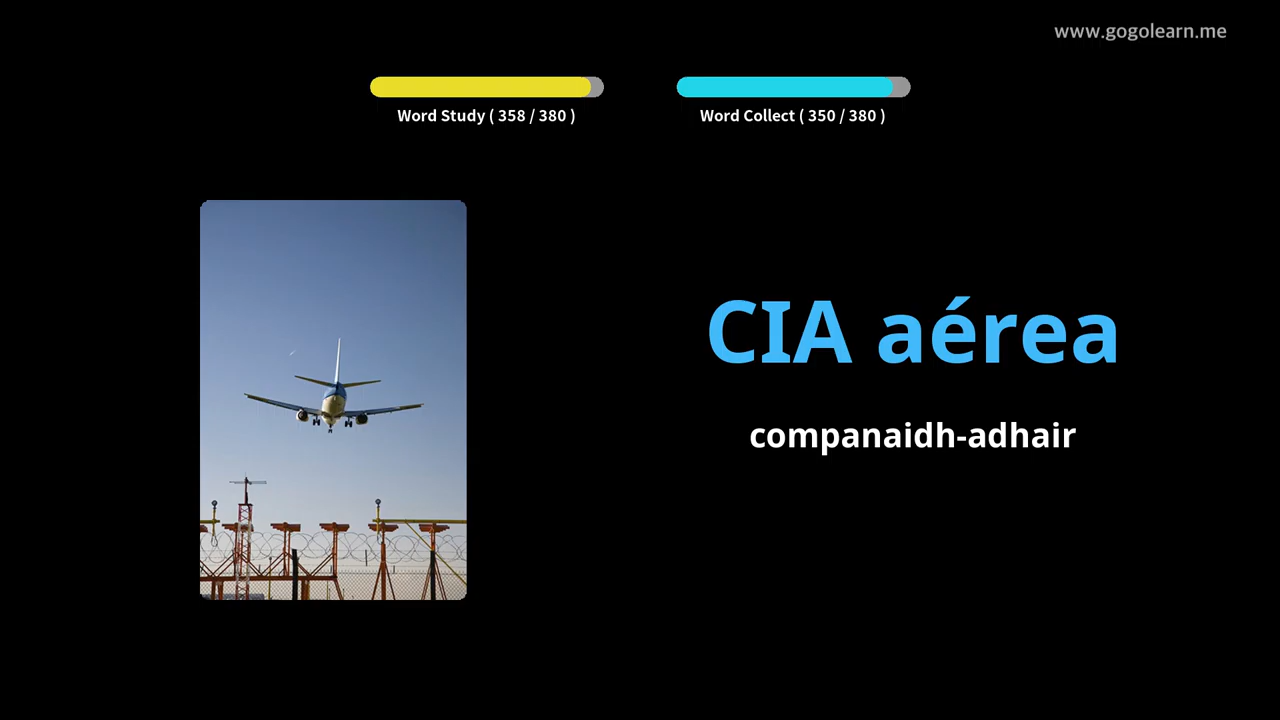 www.gogolearn.me
Word Study ( 358 / 380 )
Word Collect ( 350 / 380 )
CIA aérea
companaidh-adhair